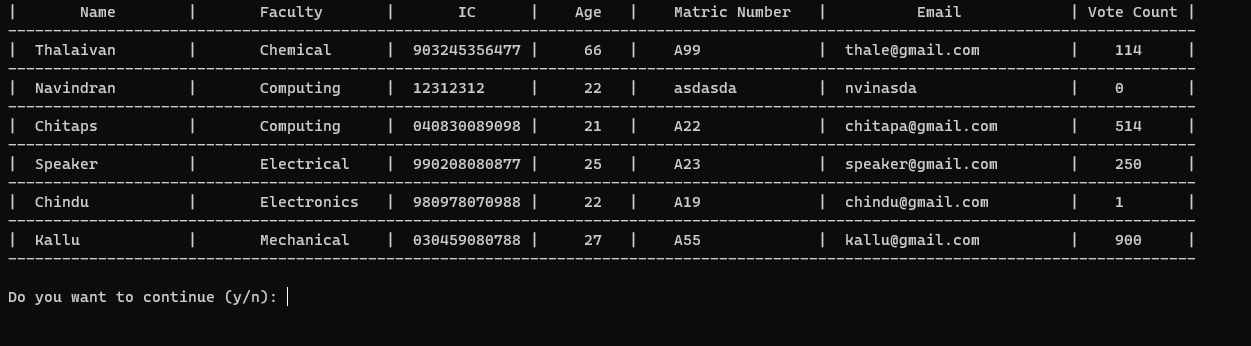 | Name | Faculty | IC | Age | Matric Number | Email | Vote Count |
| Thalaivan | Chemical | 903245356477 | 66 | A99 | thale@gmail.com | 114 |
| Navindran | Computing | 12312312 | 22 | asdasda | nvinasda | 0 |
| Chitaps | Computing | 040830089098 | 21 | A22 | chitapa@gmail.com | 514 |
| Speaker | Electrical | 990208080877 | 25 | A23 | speaker@gmail.com | 250 |
| Chindu | Electronics | 980978070988 | 22 | A19 | chindu@gmail.com | 1 |
| Kallu | Mechanical | 030459080788 | 27 | A55 | kallu@gmail.com | 900 |
Do you want to continue (y/n):